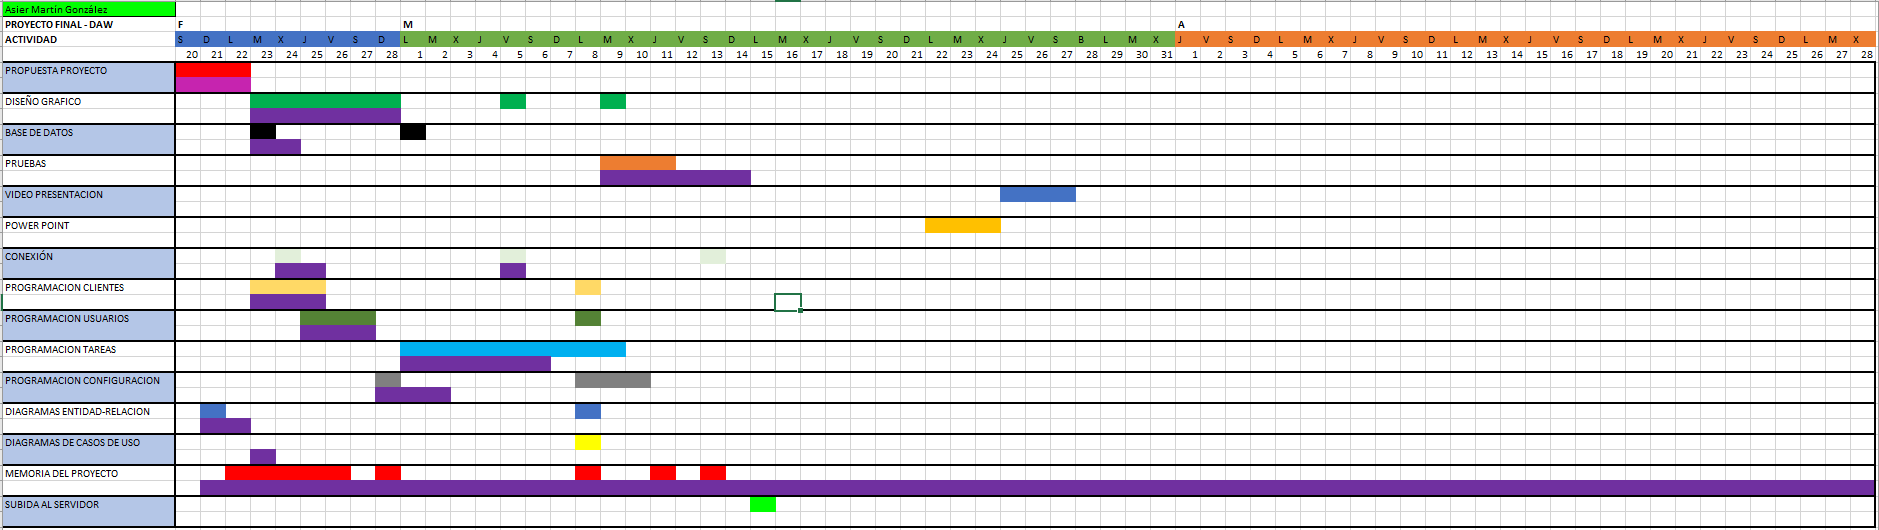 Asier Martin González
PROYECTO FINAL - DAW F M A
ACTIVIDAD S D L M X J V S D L M X J V S D L M X J V S D L M X J V S D L M X J V S B L M X J V S D L M X J V S D L M X J V S D L M X J V S D L M X
20 21 22 23 24 25 26 27 28 1 2 3 4 5 6 7 8 9 10 11 12 13 14 15 16 17 18 19 20 21 22 23 24 25 26 27 28 29 30 31 1 2 3 4 5 6 7 8 9 10 11 12 13 14 15 16 17 18 19 20 21 22 23 24 25 26 27 28
PROPUESTA PROYECTO
DISEÑO GRAFICO
BASE DE DATOS
PRUEBAS
VIDEO PRESENTACION
POWER POINT
CONEXIÓN
PROGRAMACION CLIENTES
PROGRAMACION USUARIOS
PROGRAMACION TAREAS
PROGRAMACION CONFIGURACION
DIAGRAMAS ENTIDAD-RELACION
DIAGRAMAS DE CASOS DE USO
MEMORIA DEL PROYECTO
SUBIDA AL SERVIDOR